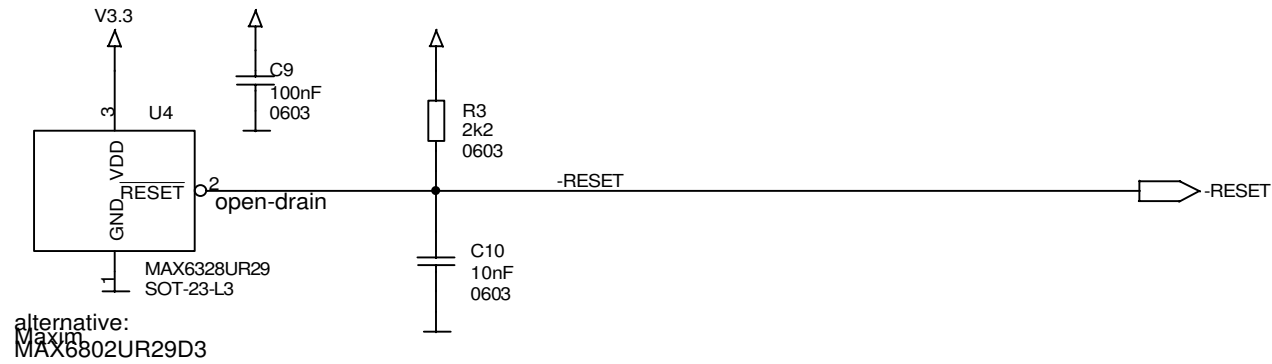 V3.3
C9
100nF
0603
3
U4
R3
2k2
0603
VDD
RESET
GND
2
open-drain
-RESET
-RESET
C10
10nF
0603
1
MAX6328UR29
SOT-23-L3
alternative:
Maxim
MAX6802UR29D3